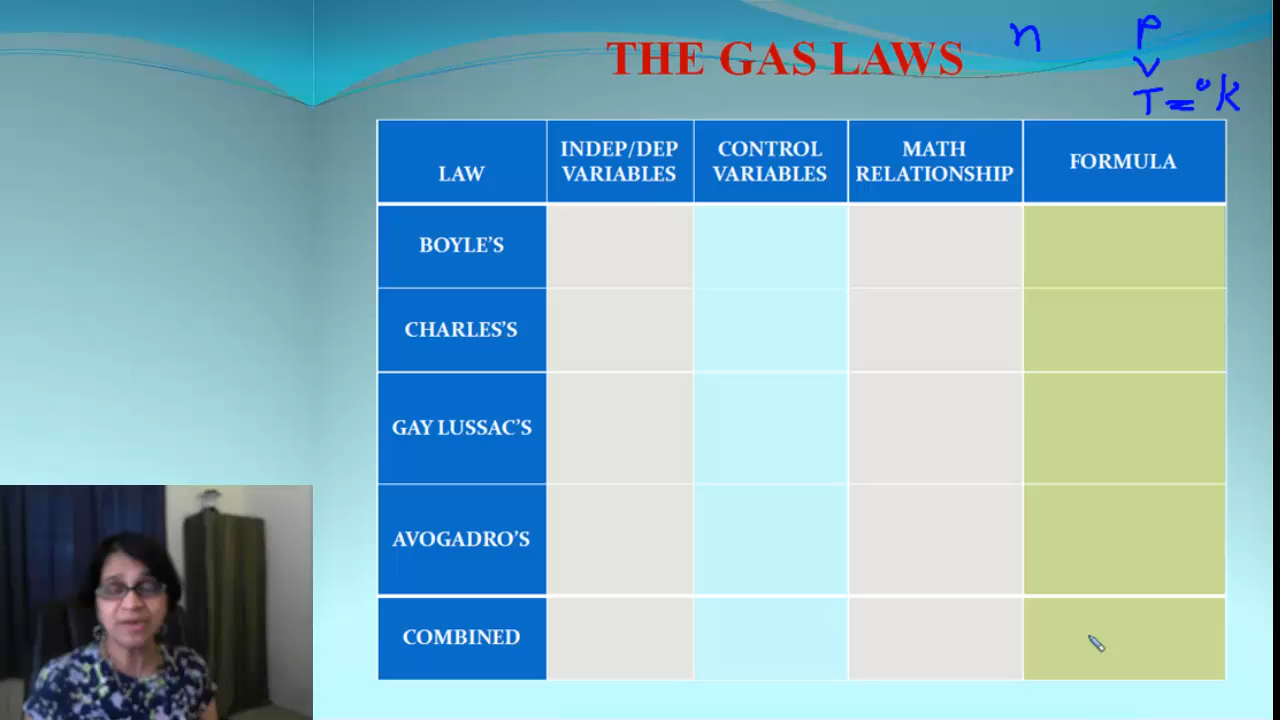 THE GAS LAWS
n
P
V
T = °K
LAW
INDEP/DEP
VARIABLES
CONTROL
VARIABLES
MATH
RELATIONSHIP
FORMULA
BOYLE'S
CHARLES'S
GAY LUSSAC'S
AVOGADRO'S
COMBINED